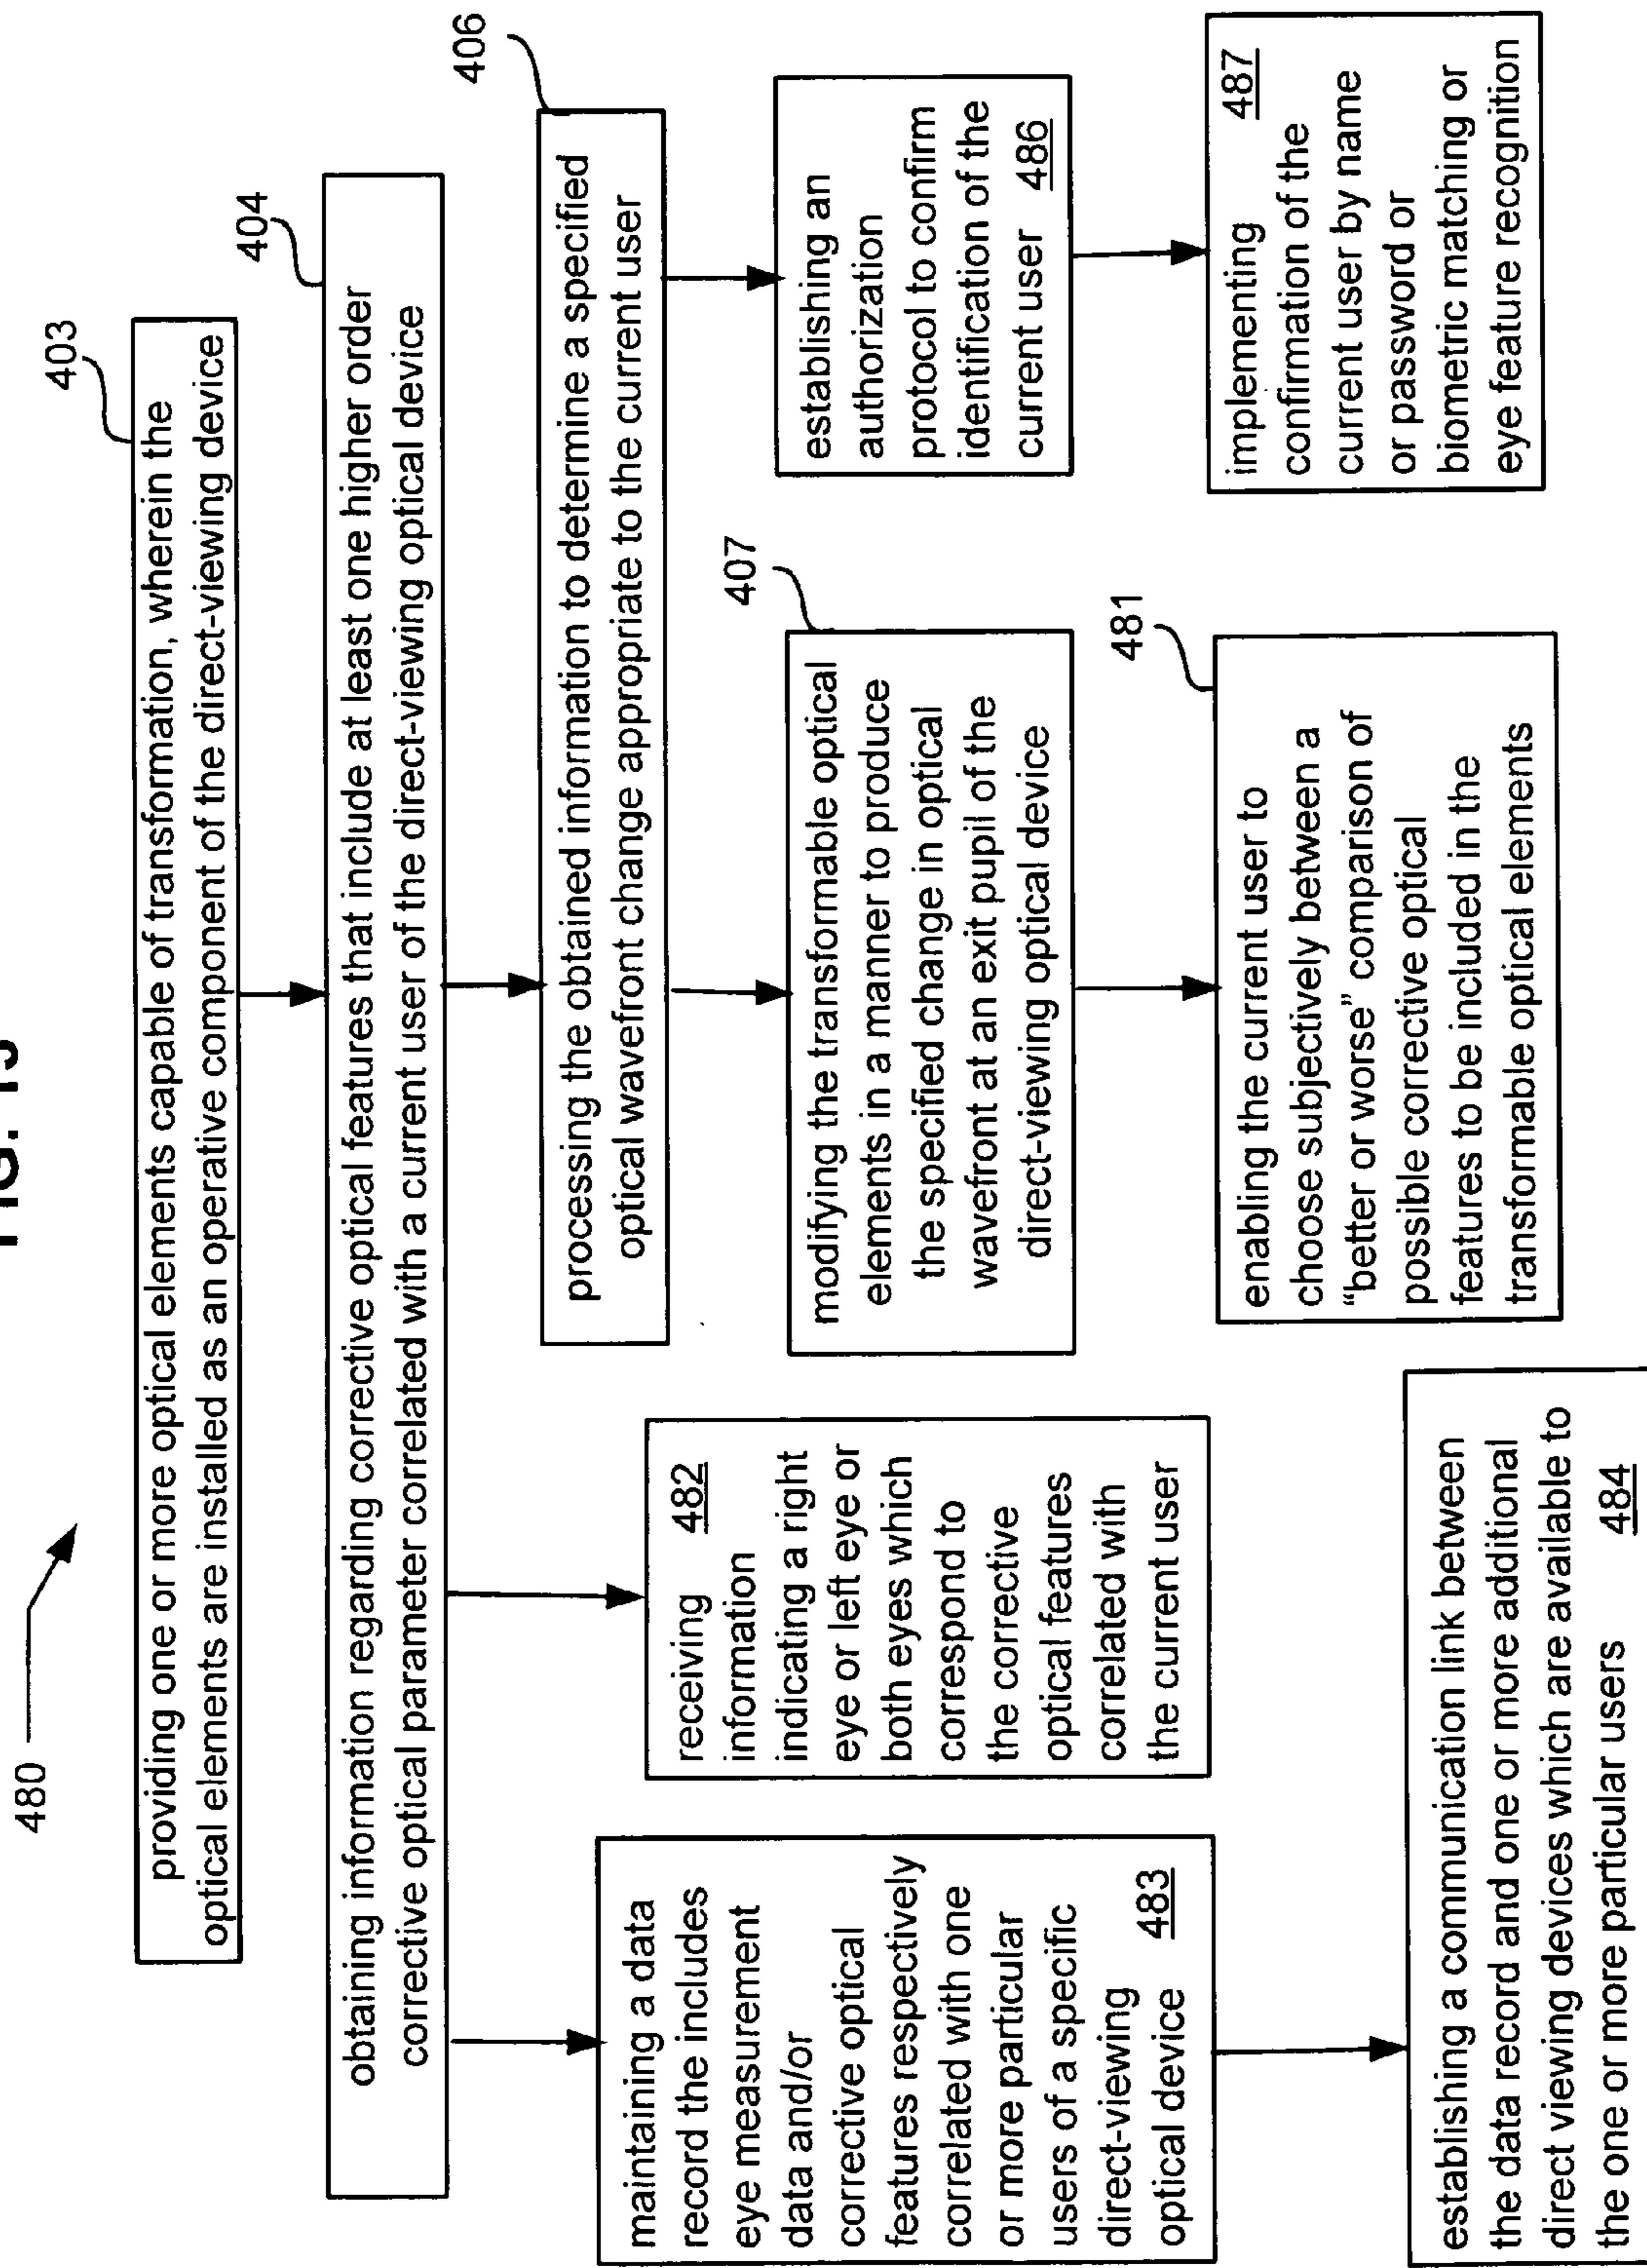 480
403
providing one or more optical elements capable of transformation, wherein the
optical elements are installed as an operative component of the direct-viewing device
404
obtaining information regarding corrective optical features that include at least one higher order
corrective optical parameter correlated with a current user of the direct-viewing optical device
406
processing the obtained information to determine a specified
optical wavefront change appropriate to the current user
maintaining a data
record the includes
eye measurement
data and/or
corrective optical
features respectively
correlated with one
or more particular
users of a specific
direct-viewing
optical device 483
receiving 482
information
indicating a right
eye or left eye or
both eyes which
correspond to
the corrective
optical features
correlated with
the current user
407
modifying the transformable optical
elements in a manner to produce
the specified change in optical
wavefront at an exit pupil of the
direct-viewing optical device
establishing an
authorization
protocol to confirm
identification of the
current user 486
establishing a communication link between
the data record and one or more additional
direct viewing devices which are available to
the one or more particular users 484
481
enabling the current user to
choose subjectively between a
“better or worse” comparison of
possible corrective optical
features to be included in the
transformable optical elements
implementing 487
confirmation of the
current user by name
or password or
biometric matching or
eye feature recognition